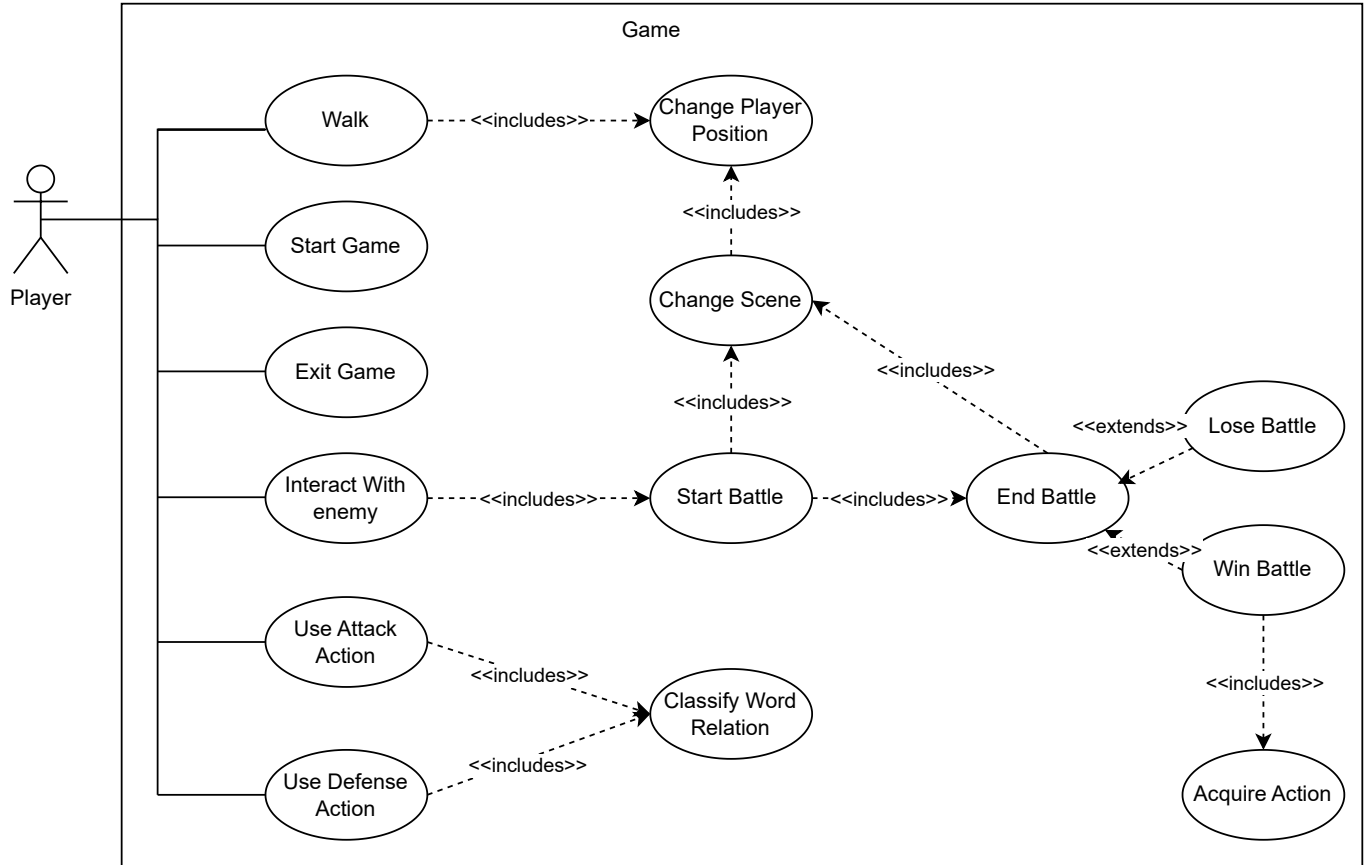 Game
Walk
<<includes>>
Change Player
Position
Player
Start Game
<<includes>>
Change Scene
Exit Game
<<includes>>
<<includes>>
<<extends>>
Lose Battle
Interact With
enemy
<<includes>>
Start Battle
<<includes>>
End Battle
<<extends>>
Win Battle
Use Attack
Action
<<includes>>
Classify Word
Relation
<<includes>>
<<includes>>
Use Defense
Action
Acquire Action